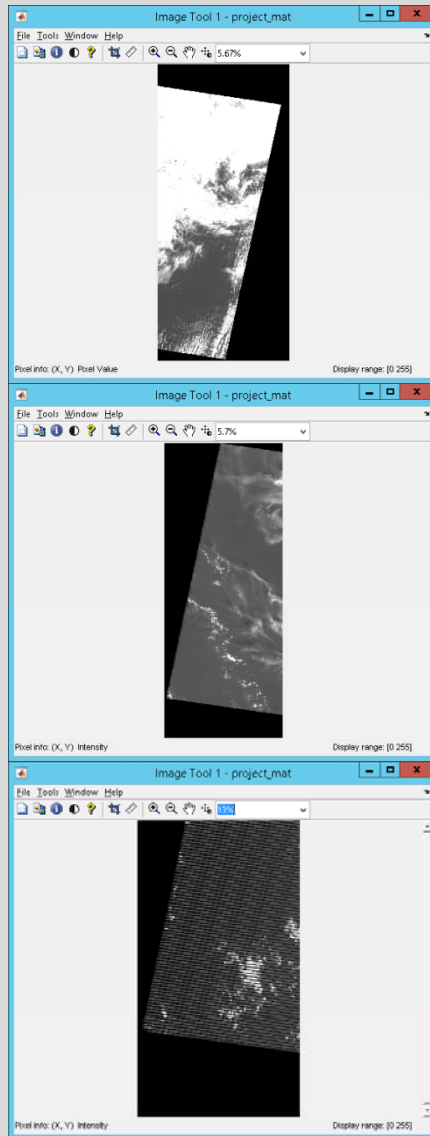 Image Tool 1 - project_mat
File Tools Window Help
5.67%
Pixel info: (X, Y) Pixel Value
Display range: [0 255]
Image Tool 1 - project_mat
File Tools Window Help
5.7%
Pixel info: (X, Y) Intensity
Display range: [0 255]
Image Tool 1 - project_mat
File Tools Window Help
13%
Pixel info: (X, Y) Intensity
Display range: [0 255]